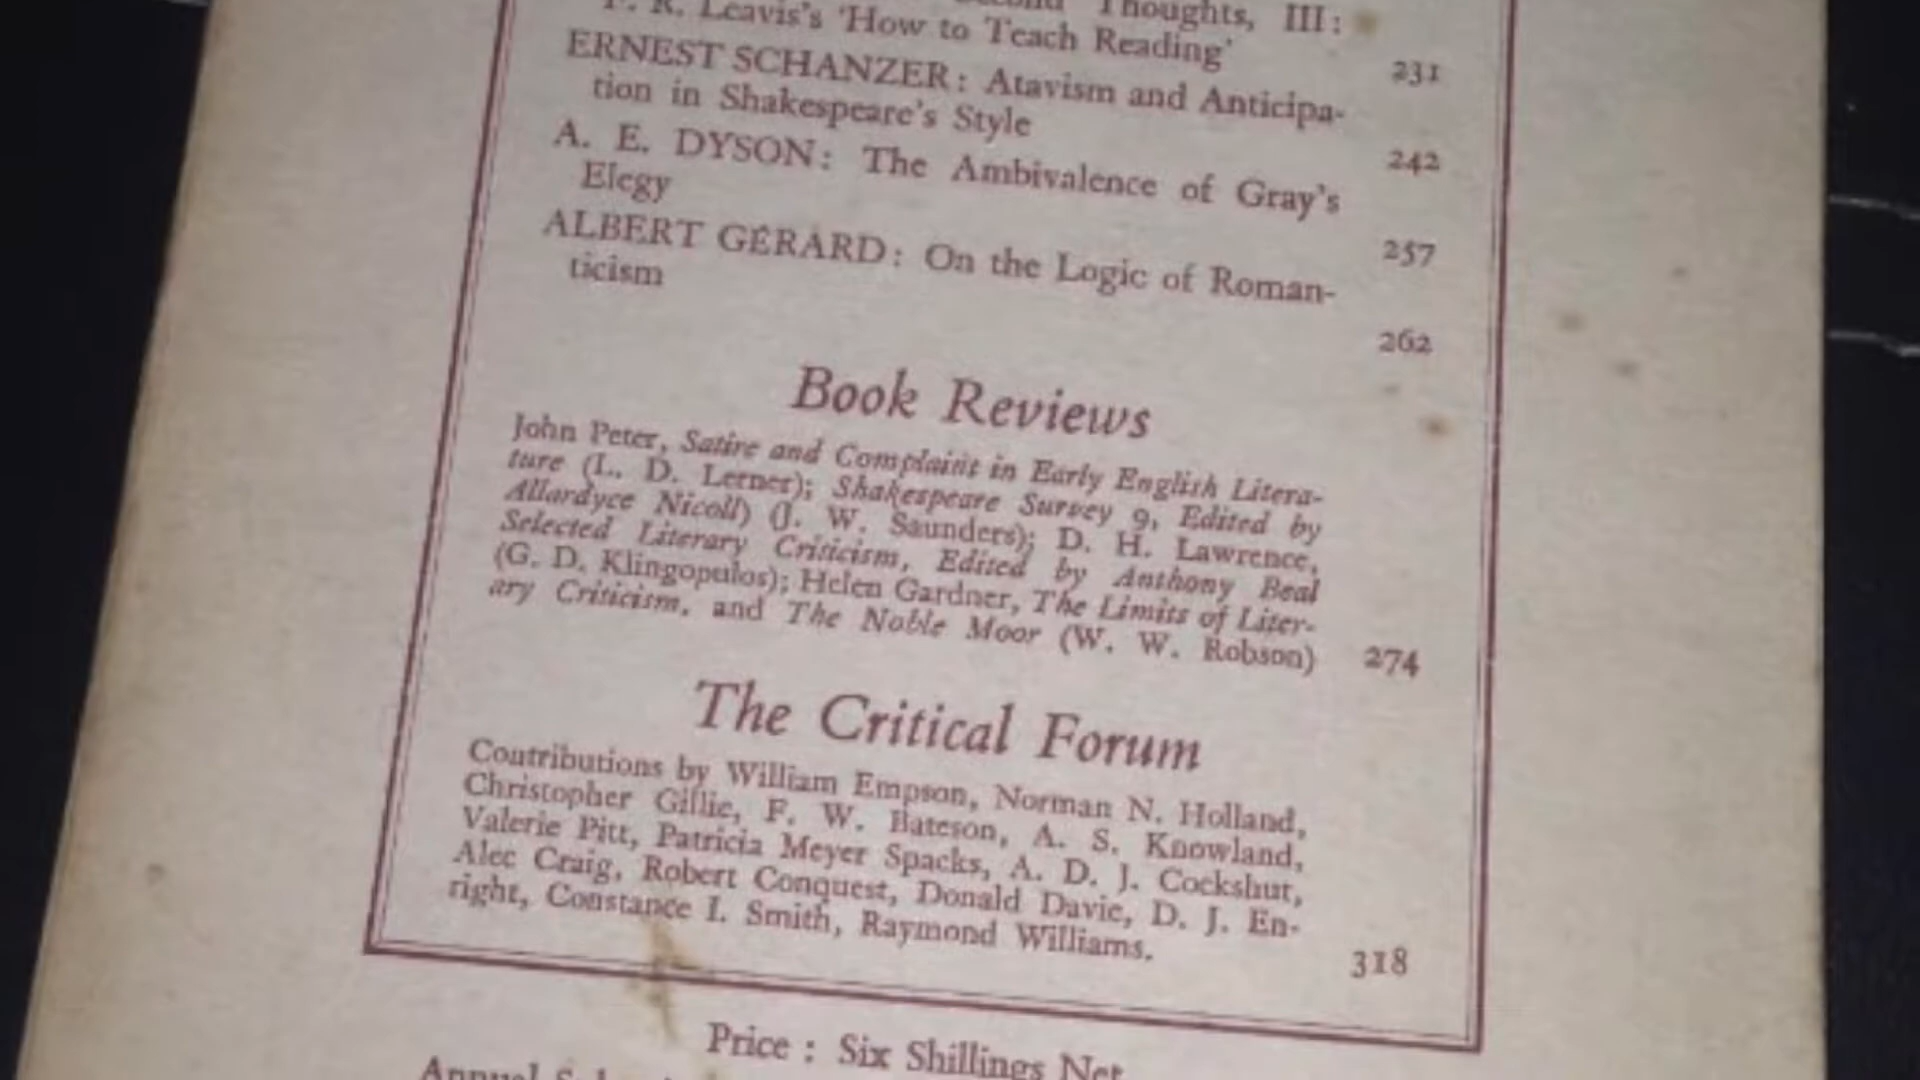 Thoughts, III:
F. R. Leavis's 'How to Teach Reading' 231
ERNEST SCHANZER: Atavism and Anticipa-
tion in Shakespeare's Style 242
A. E. DYSON: The Ambivalence of Gray's
Elegy 257
ALBERT GÉRARD: On the Logic of Roman-
ticism 262
Book Reviews
John Peter, Satire and Complaint in Early English Litera-
ture (L. D. Lerner); Shakespeare Survey 9, Edited by
Allardyce Nicoll) (J. W. Saunders); D. H. Lawrence,
Selected Literary Criticism, Edited by Anthony Beal
(G. D. Klingopulos); Helen Gardner, The Limits of Liter-
ary Criticism, and The Noble Moor (W. W. Robson) 274
The Critical Forum
Contributions by William Empson, Norman N. Holland,
Christopher Gillie, F. W. Bateson, A. S. Knowland,
Valerie Pitt, Patricia Meyer Spacks, A. D. J. Cockshut,
Alec Craig, Robert Conquest, Donald Davie, D. J. En-
right, Constance I. Smith, Raymond Williams. 318
Price : Six Shillings Net
Annual